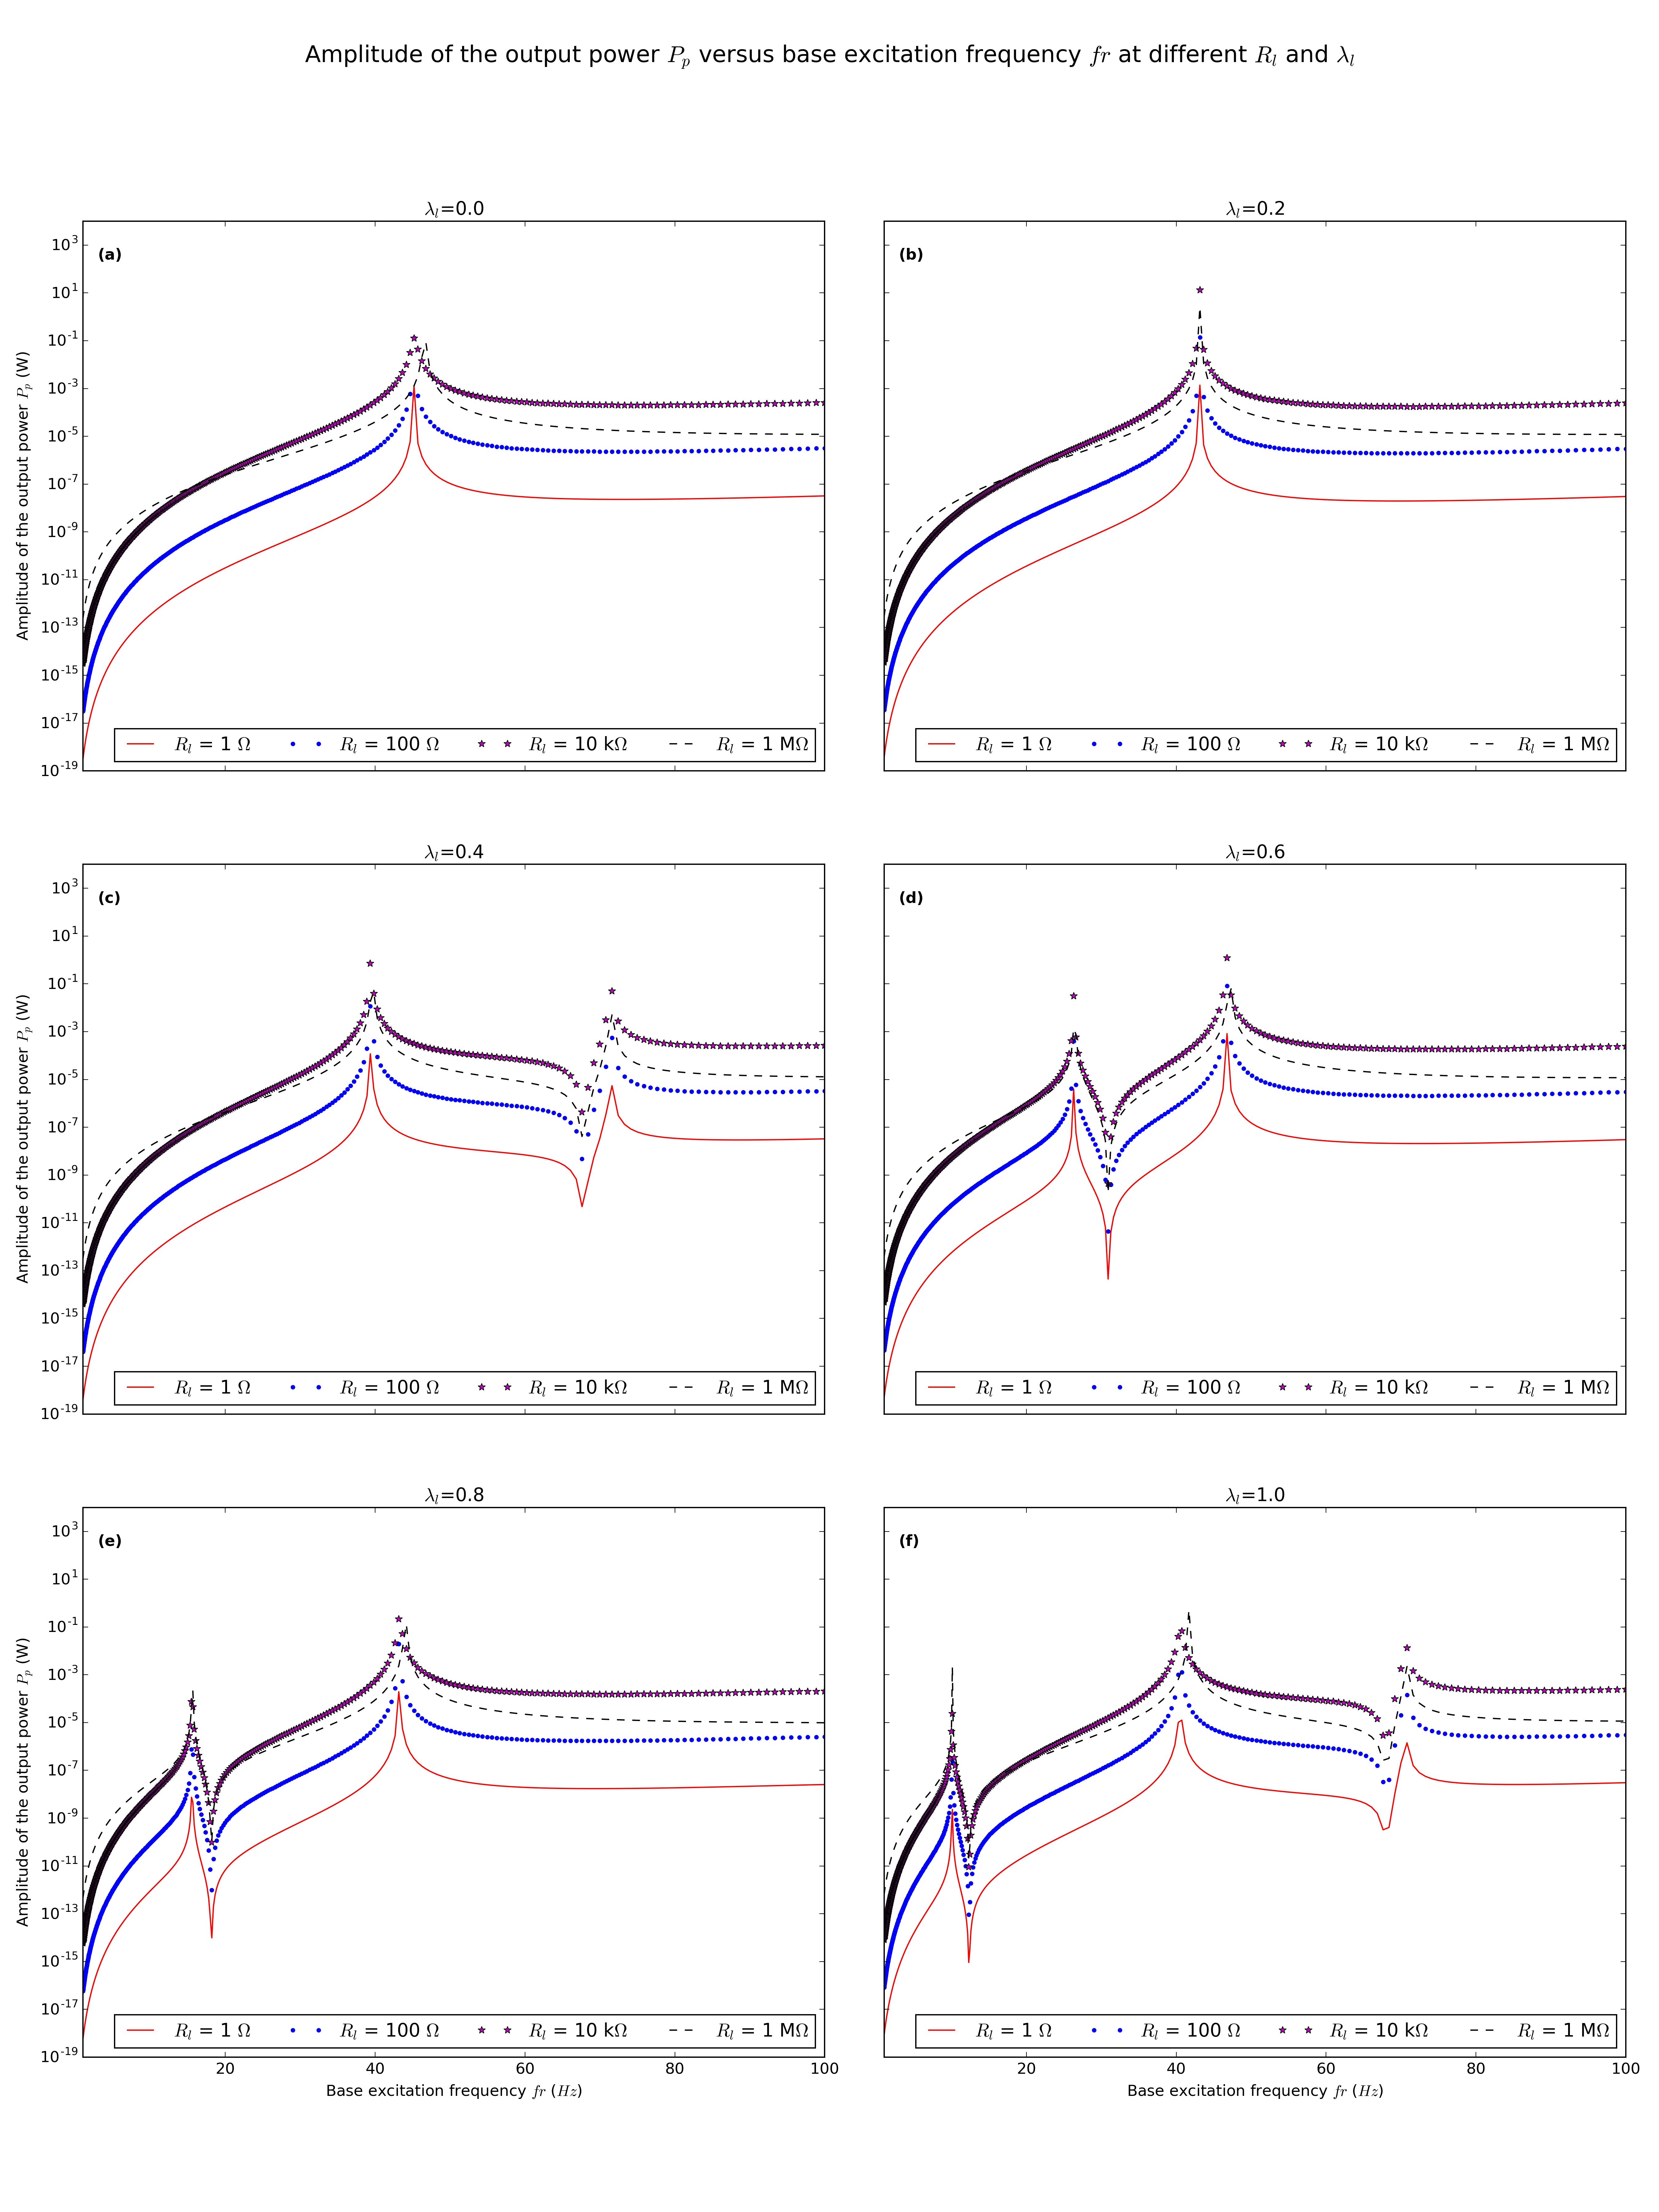 Amplitude of the output power P_p versus base excitation frequency fr at different R_l and λ_l
λ_l=0.0
(a)
10^3
10^1
10^-1
10^-3
10^-5
10^-7
10^-9
10^-11
10^-13
10^-15
10^-17
10^-19
Amplitude of the output power P_p (W)
R_l = 1 Ω R_l = 100 Ω R_l = 10 kΩ R_l = 1 MΩ
λ_l=0.2
(b)
R_l = 1 Ω R_l = 100 Ω R_l = 10 kΩ R_l = 1 MΩ
λ_l=0.4
(c)
10^3
10^1
10^-1
10^-3
10^-5
10^-7
10^-9
10^-11
10^-13
10^-15
10^-17
10^-19
Amplitude of the output power P_p (W)
R_l = 1 Ω R_l = 100 Ω R_l = 10 kΩ R_l = 1 MΩ
λ_l=0.6
(d)
R_l = 1 Ω R_l = 100 Ω R_l = 10 kΩ R_l = 1 MΩ
λ_l=0.8
(e)
10^3
10^1
10^-1
10^-3
10^-5
10^-7
10^-9
10^-11
10^-13
10^-15
10^-17
10^-19
Amplitude of the output power P_p (W)
R_l = 1 Ω R_l = 100 Ω R_l = 10 kΩ R_l = 1 MΩ
20 40 60 80 100
Base excitation frequency fr (Hz)
λ_l=1.0
(f)
R_l = 1 Ω R_l = 100 Ω R_l = 10 kΩ R_l = 1 MΩ
20 40 60 80 100
Base excitation frequency fr (Hz)